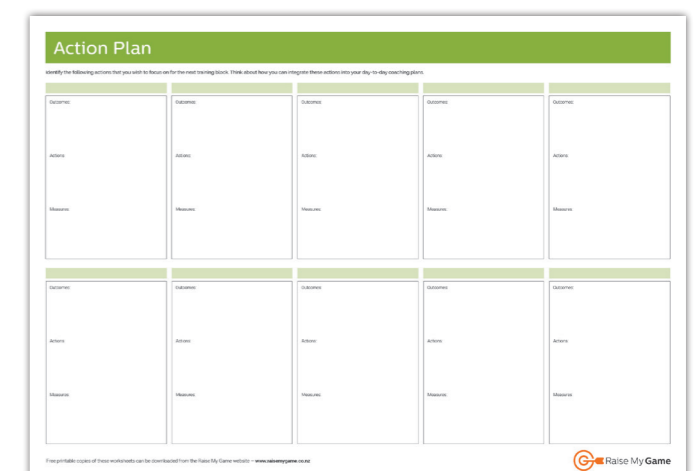 Action Plan
Identify the following actions that you wish to focus on for the next training block. Think about how you can integrate these actions into your day-to-day coaching plans.
Outcomes: Outcomes: Outcomes: Outcomes: Outcomes:
Actions: Actions: Actions: Actions: Actions:
Measures: Measures: Measures: Measures: Measures:
Outcomes: Outcomes: Outcomes: Outcomes: Outcomes:
Actions: Actions: Actions: Actions: Actions:
Measures: Measures: Measures: Measures: Measures:
Free printable copies of these worksheets can be downloaded from the Raise My Game website – www.raisemygame.co.nz
Raise My Game